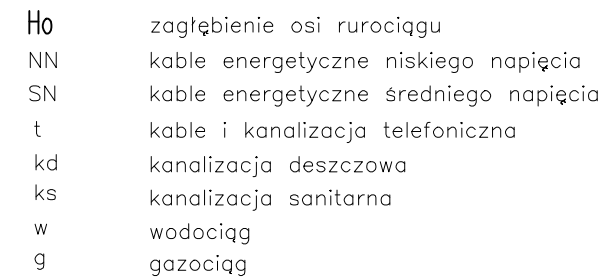 Ho zagłębienie osi rurociągu
NN kable energetyczne niskiego napięcia
SN kable energetyczne średniego napięcia
t kable i kanalizacja telefoniczna
kd kanalizacja deszczowa
ks kanalizacja sanitarna
w wodociąg
g gazociąg